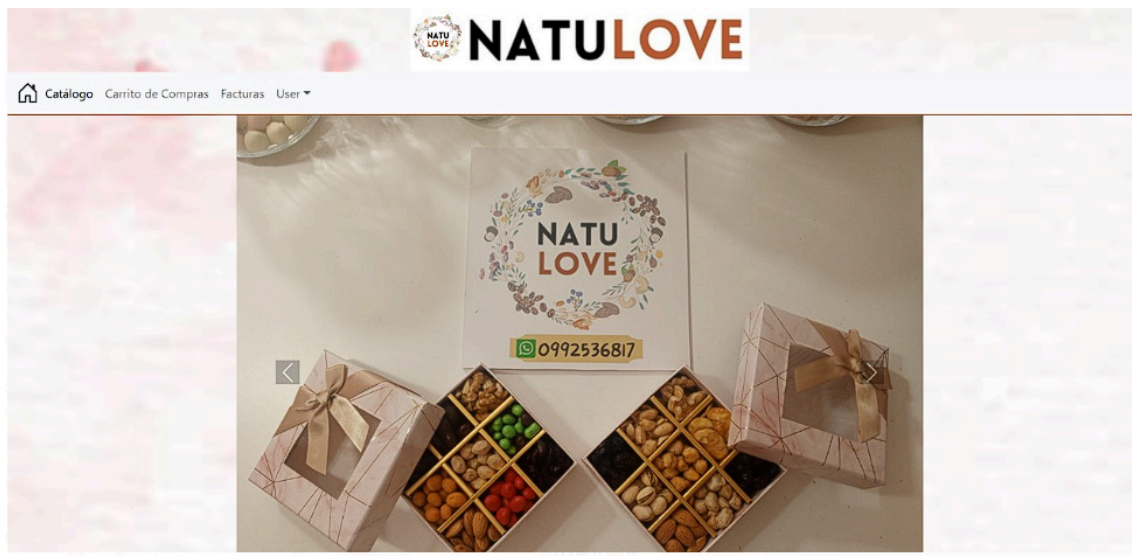 NATU
LOVE
NATULOVE
Catálogo Carrito de Compras Facturas User
NATU
LOVE
0992536817